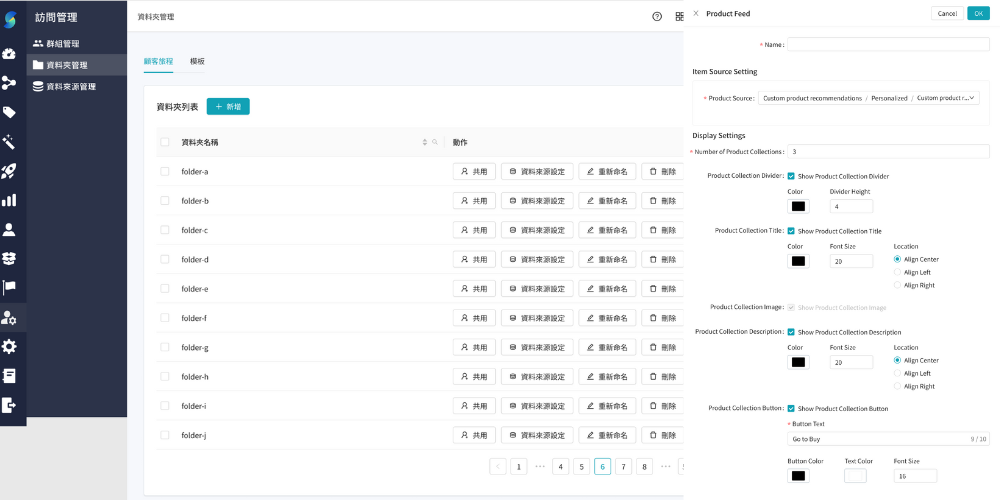 訪問管理
群組管理
資料夾管理
資料來源管理
資料夾管理
顧客旅程
模板
資料夾列表
+ 新增
資料夾名稱
動作
folder-a
共用
資料來源設定
重新命名
刪除
folder-b
共用
資料來源設定
重新命名
刪除
folder-c
共用
資料來源設定
重新命名
刪除
folder-d
共用
資料來源設定
重新命名
刪除
folder-e
共用
資料來源設定
重新命名
刪除
folder-f
共用
資料來源設定
重新命名
刪除
folder-g
共用
資料來源設定
重新命名
刪除
folder-h
共用
資料來源設定
重新命名
刪除
folder-i
共用
資料來源設定
重新命名
刪除
folder-j
共用
資料來源設定
重新命名
刪除
< 1 ··· 4 5 6 7 8 ···
Product Feed
Cancel
OK
* Name :
Item Source Setting
* Product Source : Custom product recommendations / Personalized / Custom product r...
Display Settings
* Number of Product Collections : 3
Product Collection Divider : Show Product Collection Divider
Color
Divider Height
4
Product Collection Title : Show Product Collection Title
Color
Font Size
Location
20
Align Center
Align Left
Align Right
Product Collection Image : Show Product Collection Image
Product Collection Description : Show Product Collection Description
Color
Font Size
Location
20
Align Center
Align Left
Align Right
Product Collection Button : Show Product Collection Button
* Button Text
Go to Buy
9 / 10
Button Color
Text Color
Font Size
16